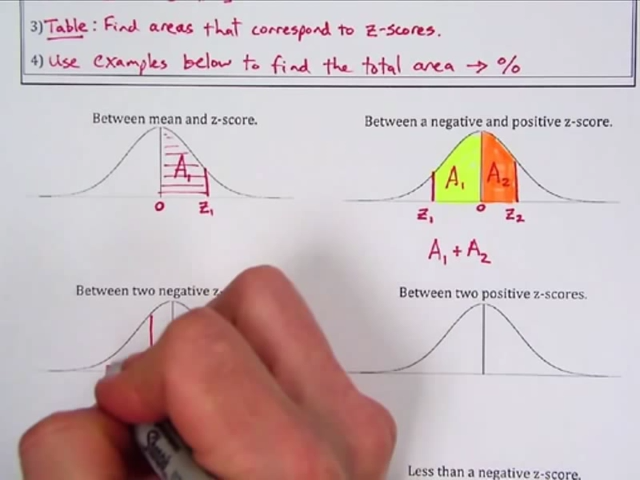 3) Table: Find areas that correspond to z-scores.
4) Use examples below to find the total area → %
Between mean and z-score.
Between a negative and positive z-score.
A₁
A₁ A₂
0 Z₁
Z₁ 0 Z₂
A₁ + A₂
Between two negative z-
Between two positive z-scores.
Less than a negative z-score.